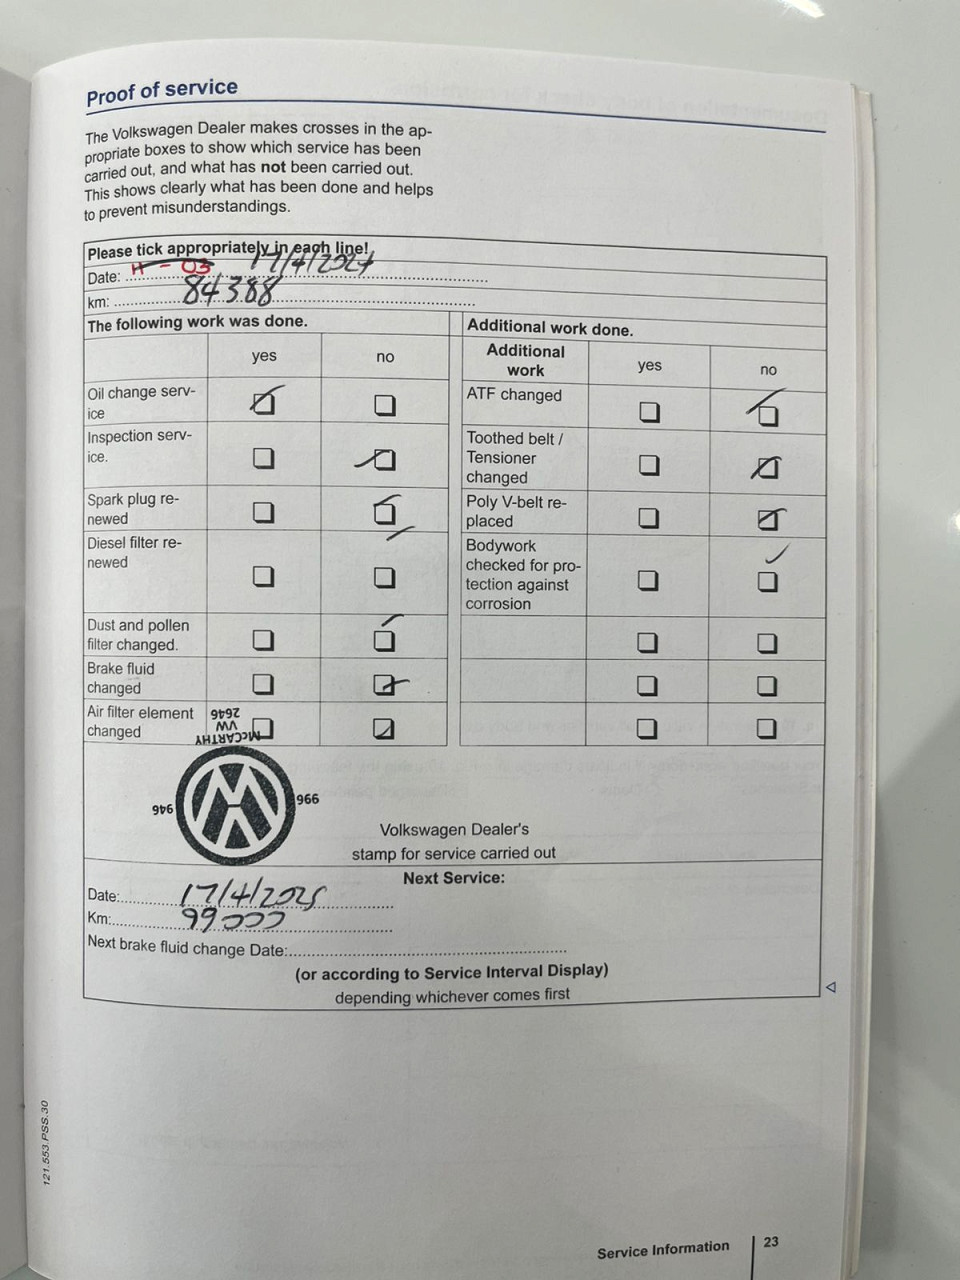 Proof of service
The Volkswagen Dealer makes crosses in the ap-
propriate boxes to show which service has been
carried out, and what has not been carried out.
This shows clearly what has been done and helps
to prevent misunderstandings.
Please tick appropriately in each line!
Date: H - 03 17/4/2024
km: 84388
The following work was done.
yes no
Oil change serv-
ice
Inspection serv-
ice.
Spark plug re-
newed
Diesel filter re-
newed
Dust and pollen
filter changed.
Brake fluid
changed
Air filter element
changed
Additional work done.
Additional
work
yes no
ATF changed
Toothed belt /
Tensioner
changed
Poly V-belt re-
placed
Bodywork
checked for pro-
tection against
corrosion
2646
VW
McCARTHY
946
966
Volkswagen Dealer's
stamp for service carried out
Next Service:
Date: 17/4/2025
Km: 99000
Next brake fluid change Date:
(or according to Service Interval Display)
depending whichever comes first
121.553.PSS.30
Service Information 23